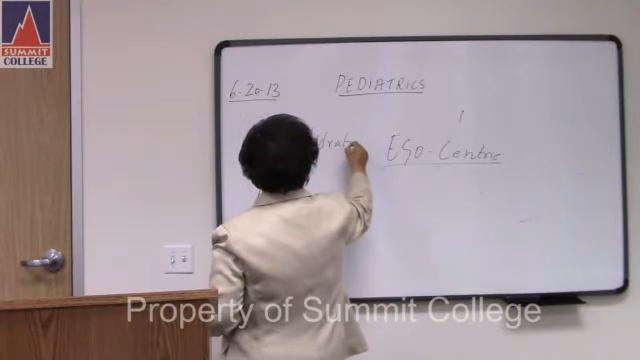 SUMMIT
COLLEGE
6-20-13
PEDIATRICS
EGO-Centric
Property of Summit College